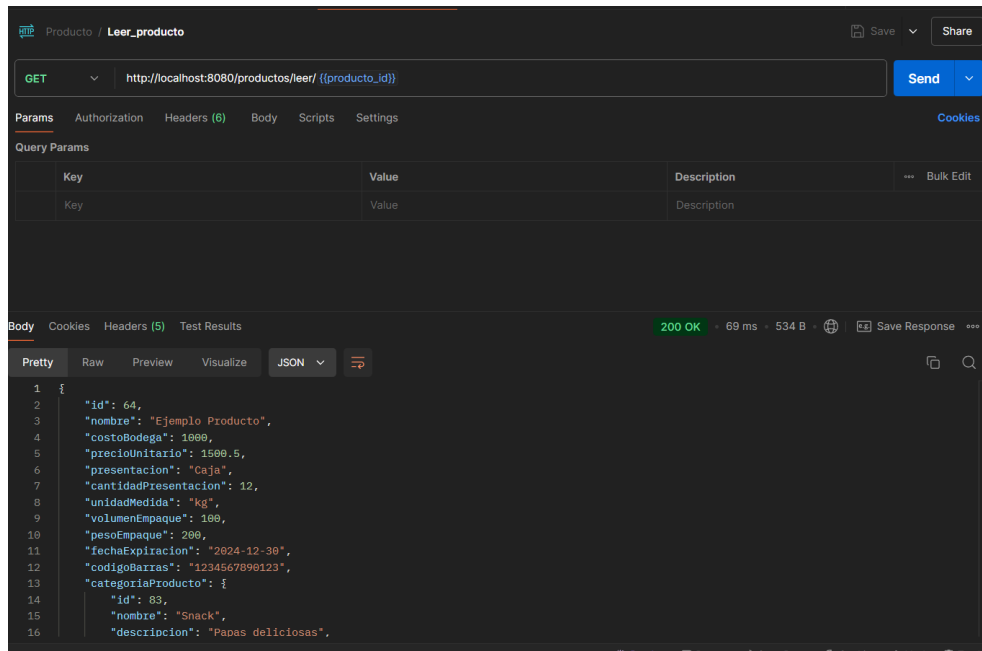 HTTP Producto / Leer_producto Save Share
GET http://localhost:8080/productos/leer/ {{producto_id}} Send
Params Authorization Headers (6) Body Scripts Settings Cookies
Query Params
Key Value Description Bulk Edit
Key Value Description
Body Cookies Headers (5) Test Results 200 OK 69 ms 534 B e.g. Save Response
Pretty Raw Preview Visualize JSON
1 {
2 "id": 64,
3 "nombre": "Ejemplo Producto",
4 "costoBodega": 1000,
5 "precioUnitario": 1500.5,
6 "presentacion": "Caja",
7 "cantidadPresentacion": 12,
8 "unidadMedida": "kg",
9 "volumenEmpaque": 100,
10 "pesoEmpaque": 200,
11 "fechaExpiracion": "2024-12-30",
12 "codigoBarras": "1234567890123",
13 "categoriaProducto": {
14 "id": 83,
15 "nombre": "Snack",
16 "descripcion": "Papas deliciosas",